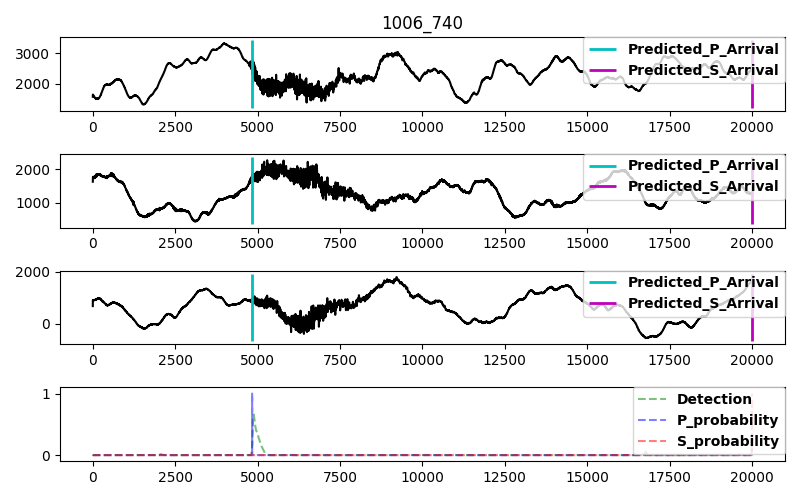 1006_740
3000
2000
Predicted_P_Arrival
Predicted_S_Arrival
0 2500 5000 7500 10000 12500 15000 17500 20000
2000
1000
Predicted_P_Arrival
Predicted_S_Arrival
0 2500 5000 7500 10000 12500 15000 17500 20000
2000
0
Predicted_P_Arrival
Predicted_S_Arrival
0 2500 5000 7500 10000 12500 15000 17500 20000
1
0
Detection
P_probability
S_probability
0 2500 5000 7500 10000 12500 15000 17500 20000